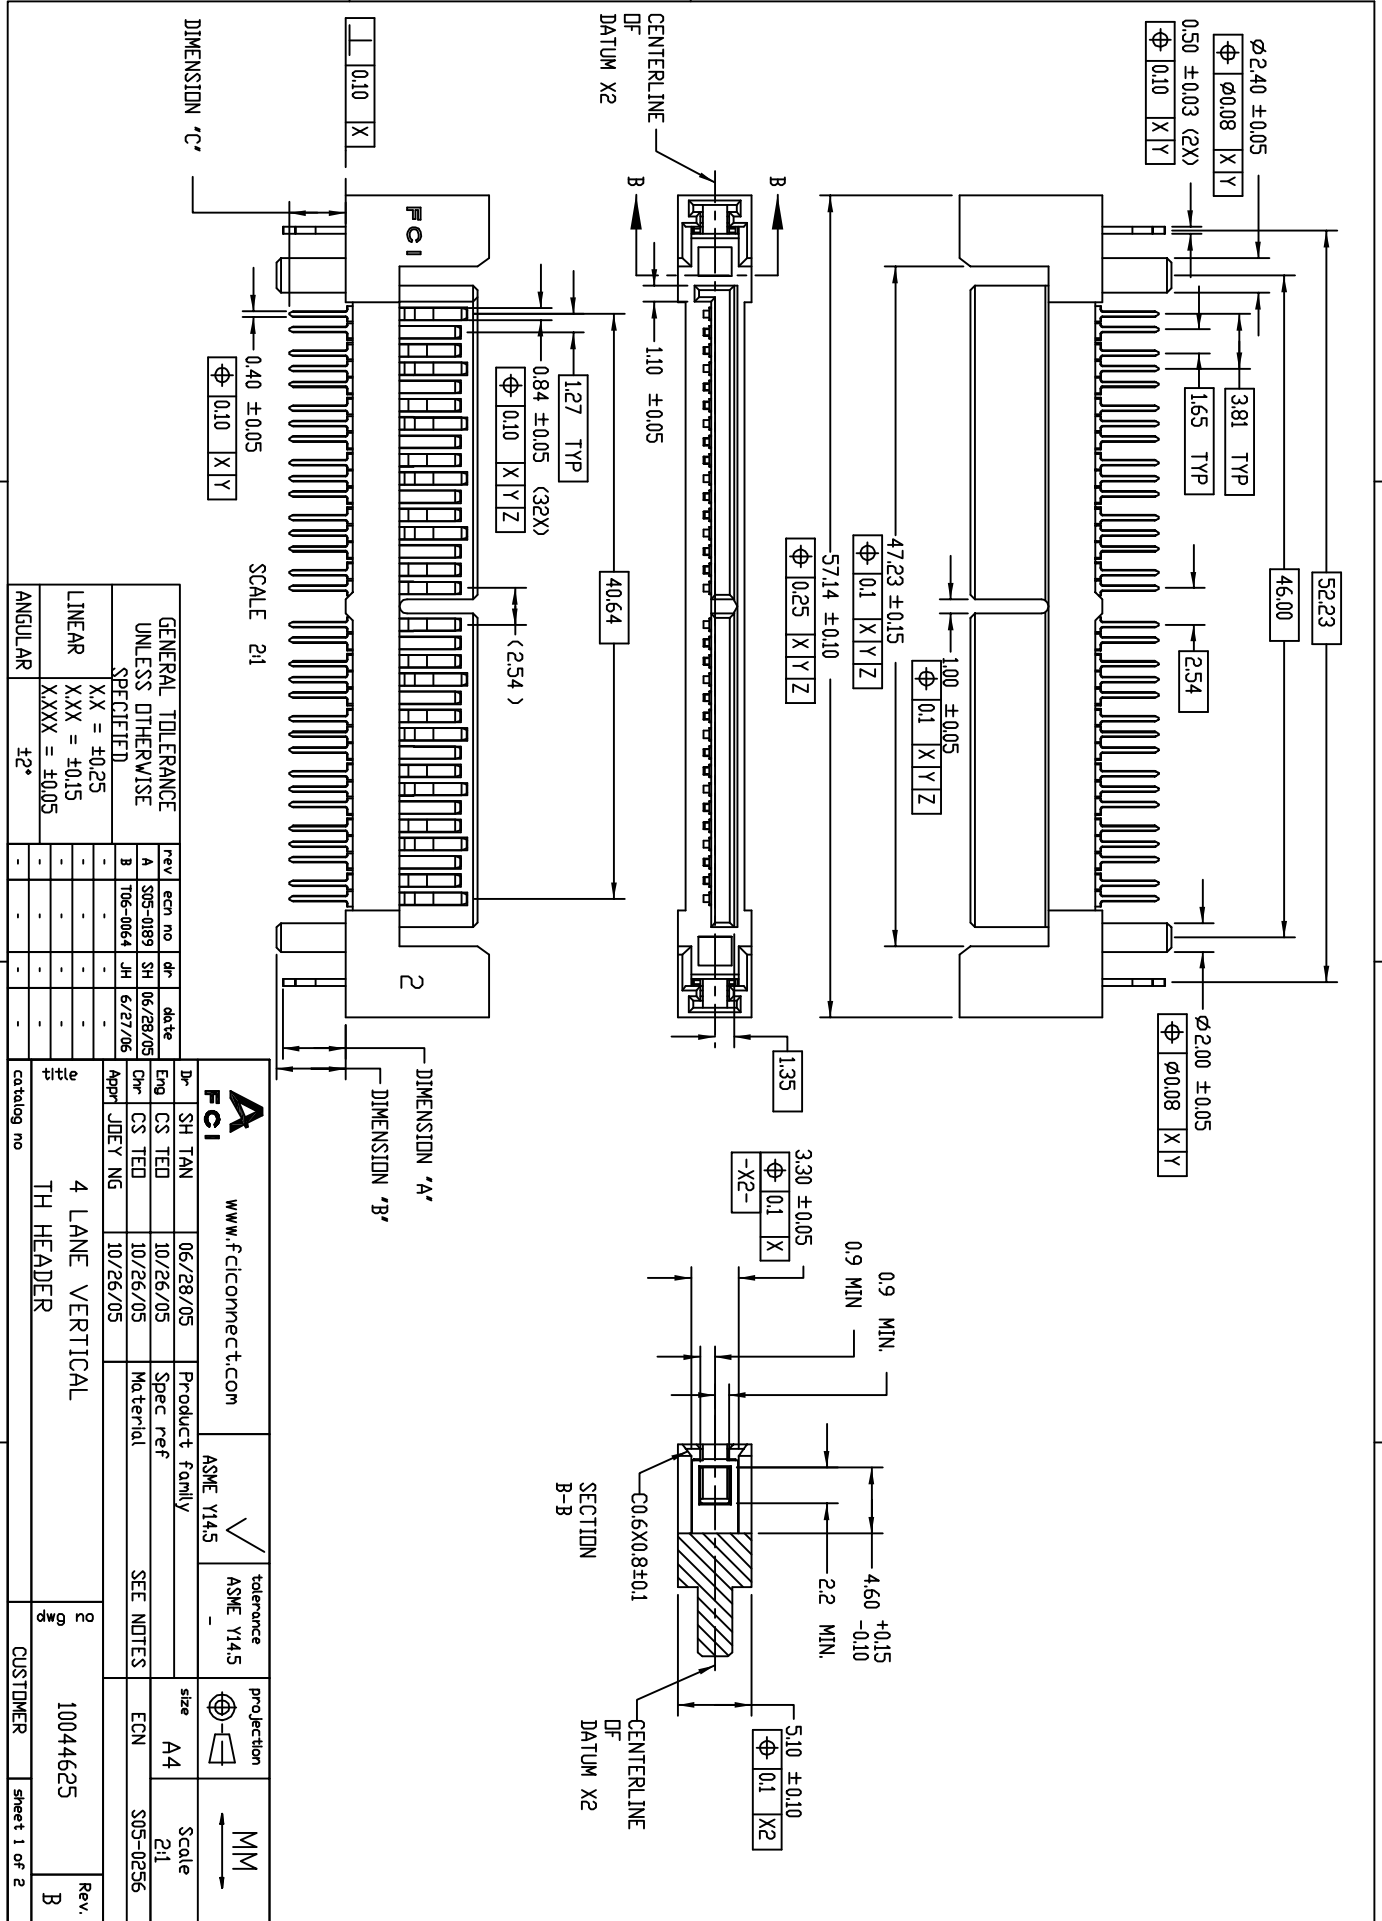 52.23
46.00
Ø2.40 ±0.05
⌖ Ø0.08 X Y
0.50 ±0.03 (2X)
⌖ 0.10 X Y
3.81 TYP
1.65 TYP
2.54
Ø2.00 ±0.05
⌖ Ø0.08 X Y
1.00 ±0.05
⌖ 0.1 X Y Z
47.23 ±0.15
⌖ 0.1 X Y Z
57.14 ±0.10
⌖ 0.25 X Y Z
CENTERLINE
OF
DATUM X2
B
B
1.10 ±0.05
1.35
3.30 ±0.05
⌖ 0.1 X
-X2-
0.9 MIN.
0.9 MIN
4.60 +0.15
-0.10
2.2 MIN.
5.10 ±0.10
⌖ 0.1 X2
C0.6X0.8±0.1
SECTION
B-B
CENTERLINE
OF
DATUM X2
40.64
1.27 TYP
0.84 ±0.05 (32X)
⌖ 0.10 X Y Z
(2.54)
FCI
2
⊥ 0.10 X
DIMENSION "C"
DIMENSION "A"
DIMENSION "B"
0.40 ±0.05
⌖ 0.10 X Y
SCALE 2:1
GENERAL TOLERANCE
UNLESS OTHERWISE
SPECIFIED
LINEAR
X.X = ±0.25
X.XX = ±0.15
X.XXX = ±0.05
ANGULAR ±2°
rev ecn no dr date
A S05-0189 SH 06/28/05
B T06-0064 JH 6/27/06
- - - -
- - - -
- - - -
- - - -
FCI
www.fciconnect.com
ASME Y14.5
tolerance
ASME Y14.5
-
projection
MM
Dr SH TAN 06/28/05
Eng CS TEO 10/26/05
Chr CS TEO 10/26/05
Appr JOEY NG 10/26/05
Product family
Spec ref
Material SEE NOTES
size A4
Scale
2:1
ECN S05-0256
title
4 LANE VERTICAL
TH HEADER
dwg no
10044625
Rev.
B
catalog no
CUSTOMER
sheet 1 of 2